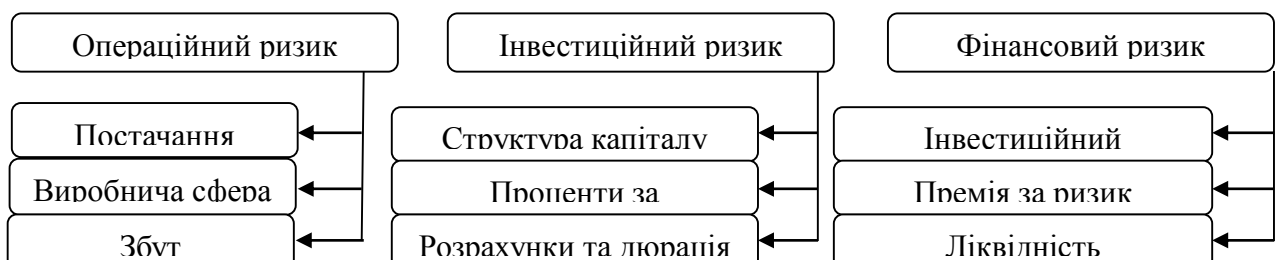 Операційний ризик
Інвестиційний ризик
Фінансовий ризик
Постачання
Структура капіталу
Інвестиційний
Виробнича сфера
Проценти за
Премія за ризик
Збут
Розрахунки та дюрація
Ліквідність